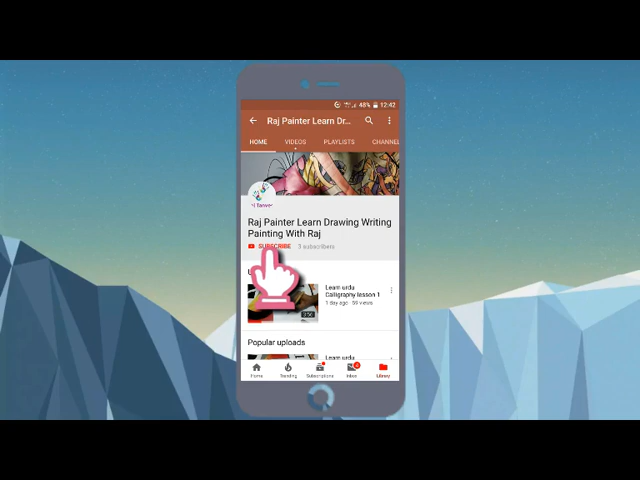 48% 12:42
Raj Painter Learn Dr...
HOME VIDEOS PLAYLISTS CHANNEL
Raj Painter Learn Drawing Writing
Painting With Raj
SUBSCRIBE 3 subscribers
Learn urdu
Calligraphy lesson 1
1 day ago · 59 views
Popular uploads
Learn urdu
Home Trending Subscriptions Inbox Library